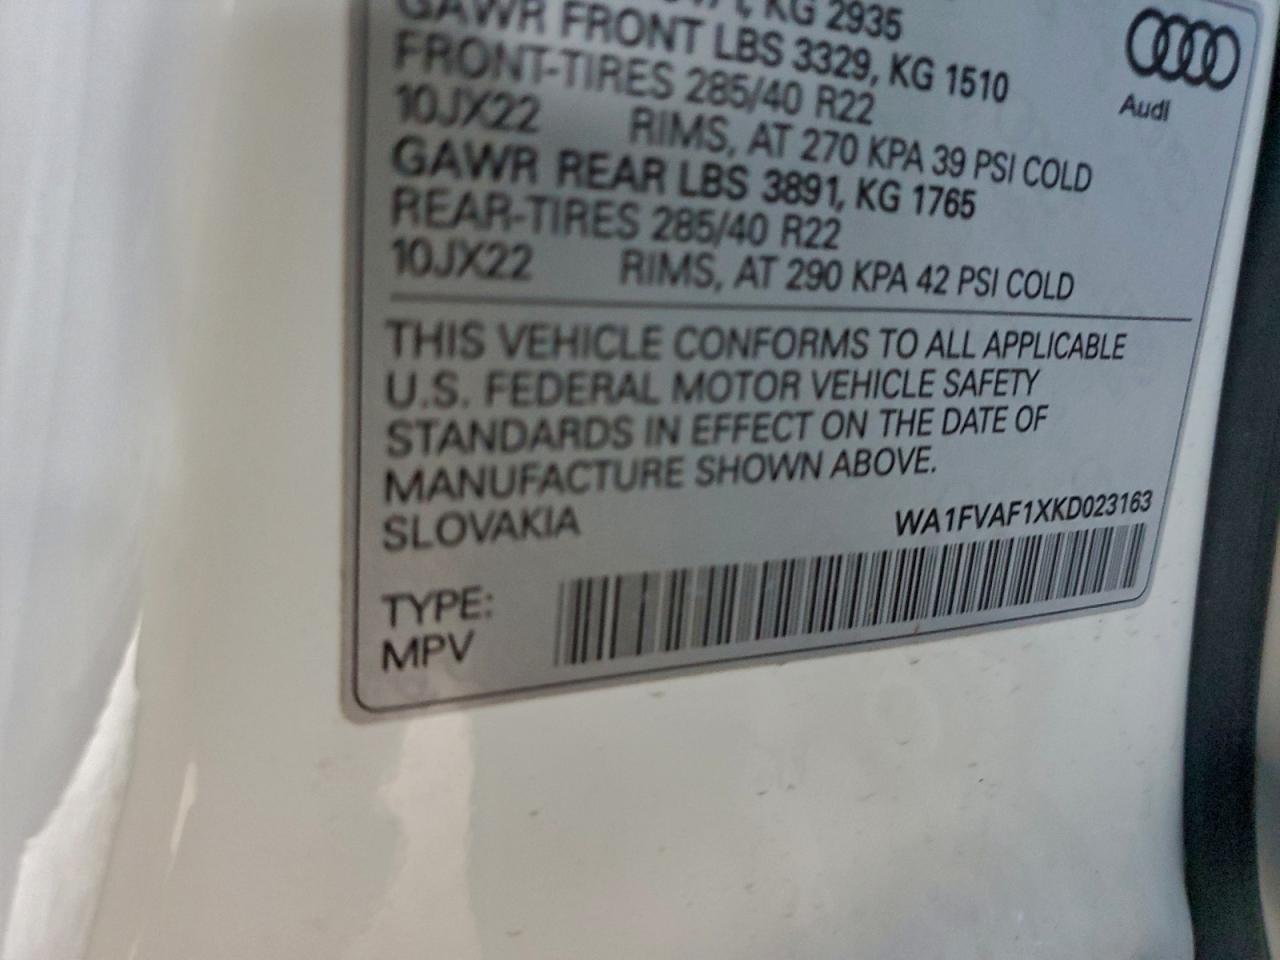 KG 2935
GAWR FRONT LBS 3329, KG 1510
FRONT-TIRES 285/40 R22
10JX22 RIMS, AT 270 KPA 39 PSI COLD
GAWR REAR LBS 3891, KG 1765
REAR-TIRES 285/40 R22
10JX22 RIMS, AT 290 KPA 42 PSI COLD
Audi
THIS VEHICLE CONFORMS TO ALL APPLICABLE
U.S. FEDERAL MOTOR VEHICLE SAFETY
STANDARDS IN EFFECT ON THE DATE OF
MANUFACTURE SHOWN ABOVE.
SLOVAKIA WA1FVAF1XKD023163
TYPE:
MPV